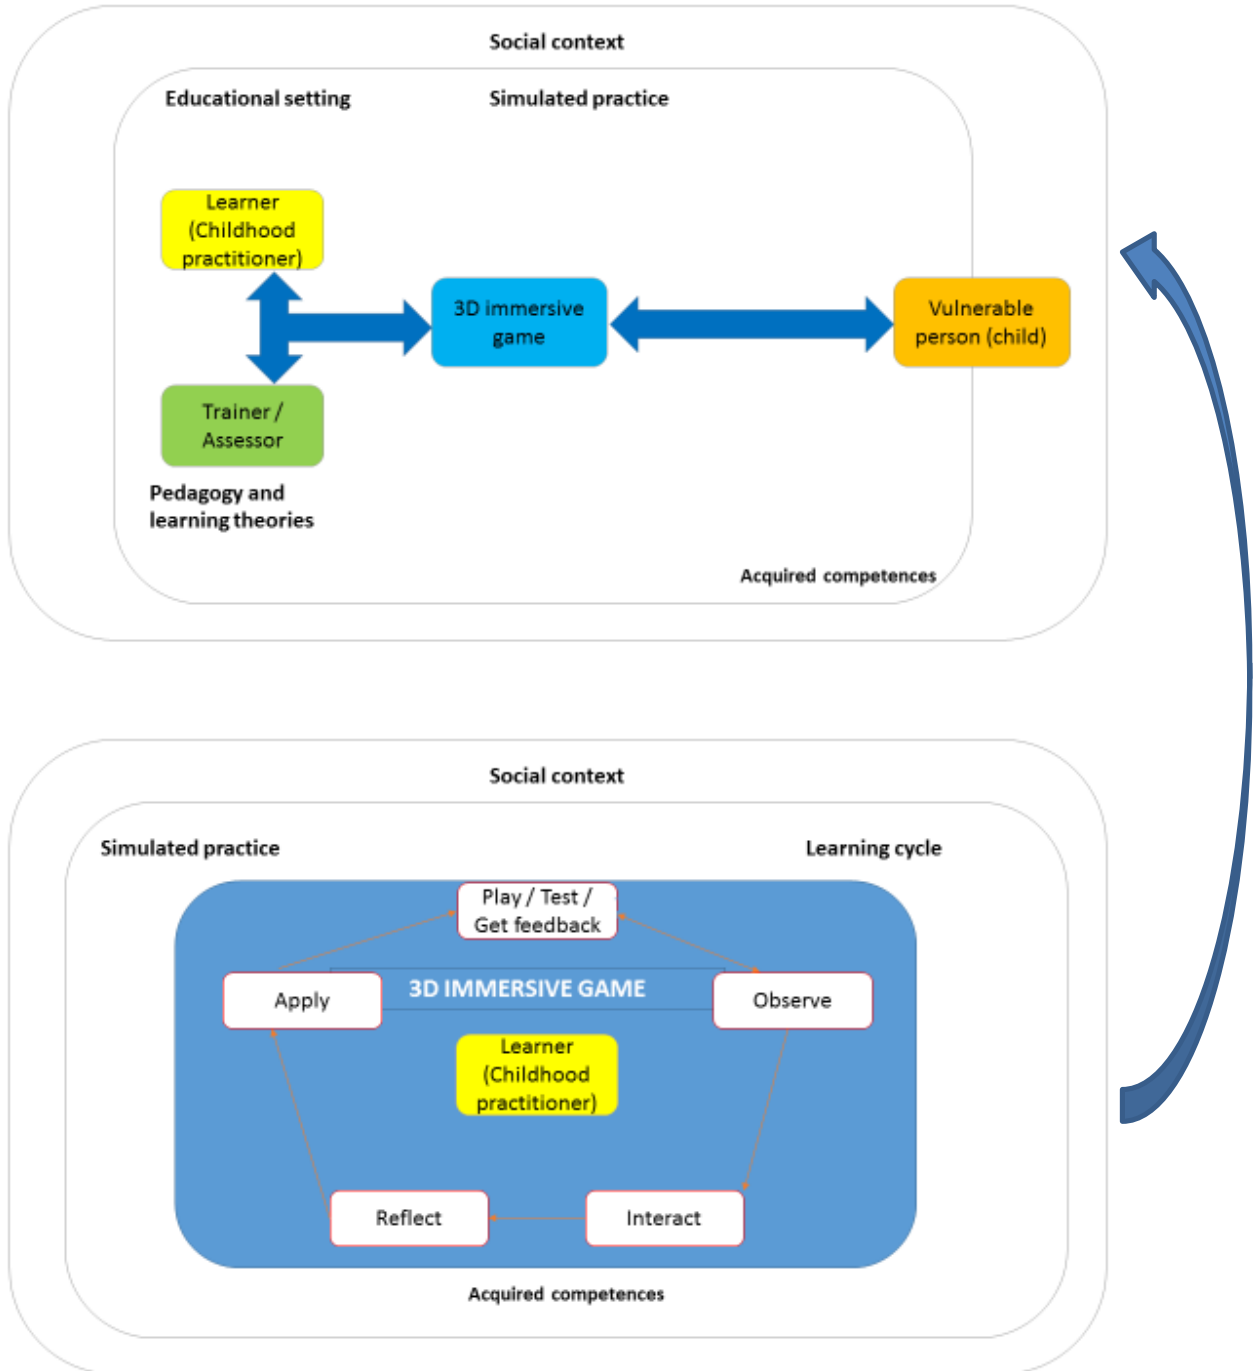 Social context
Educational setting
Simulated practice
Learner
(Childhood
practitioner)
3D immersive
game
Vulnerable
person (child)
Trainer /
Assessor
Pedagogy and
learning theories
Acquired competences
Social context
Simulated practice
Learning cycle
Play / Test /
Get feedback
Apply
3D IMMERSIVE GAME
Observe
Learner
(Childhood
practitioner)
Reflect
Interact
Acquired competences